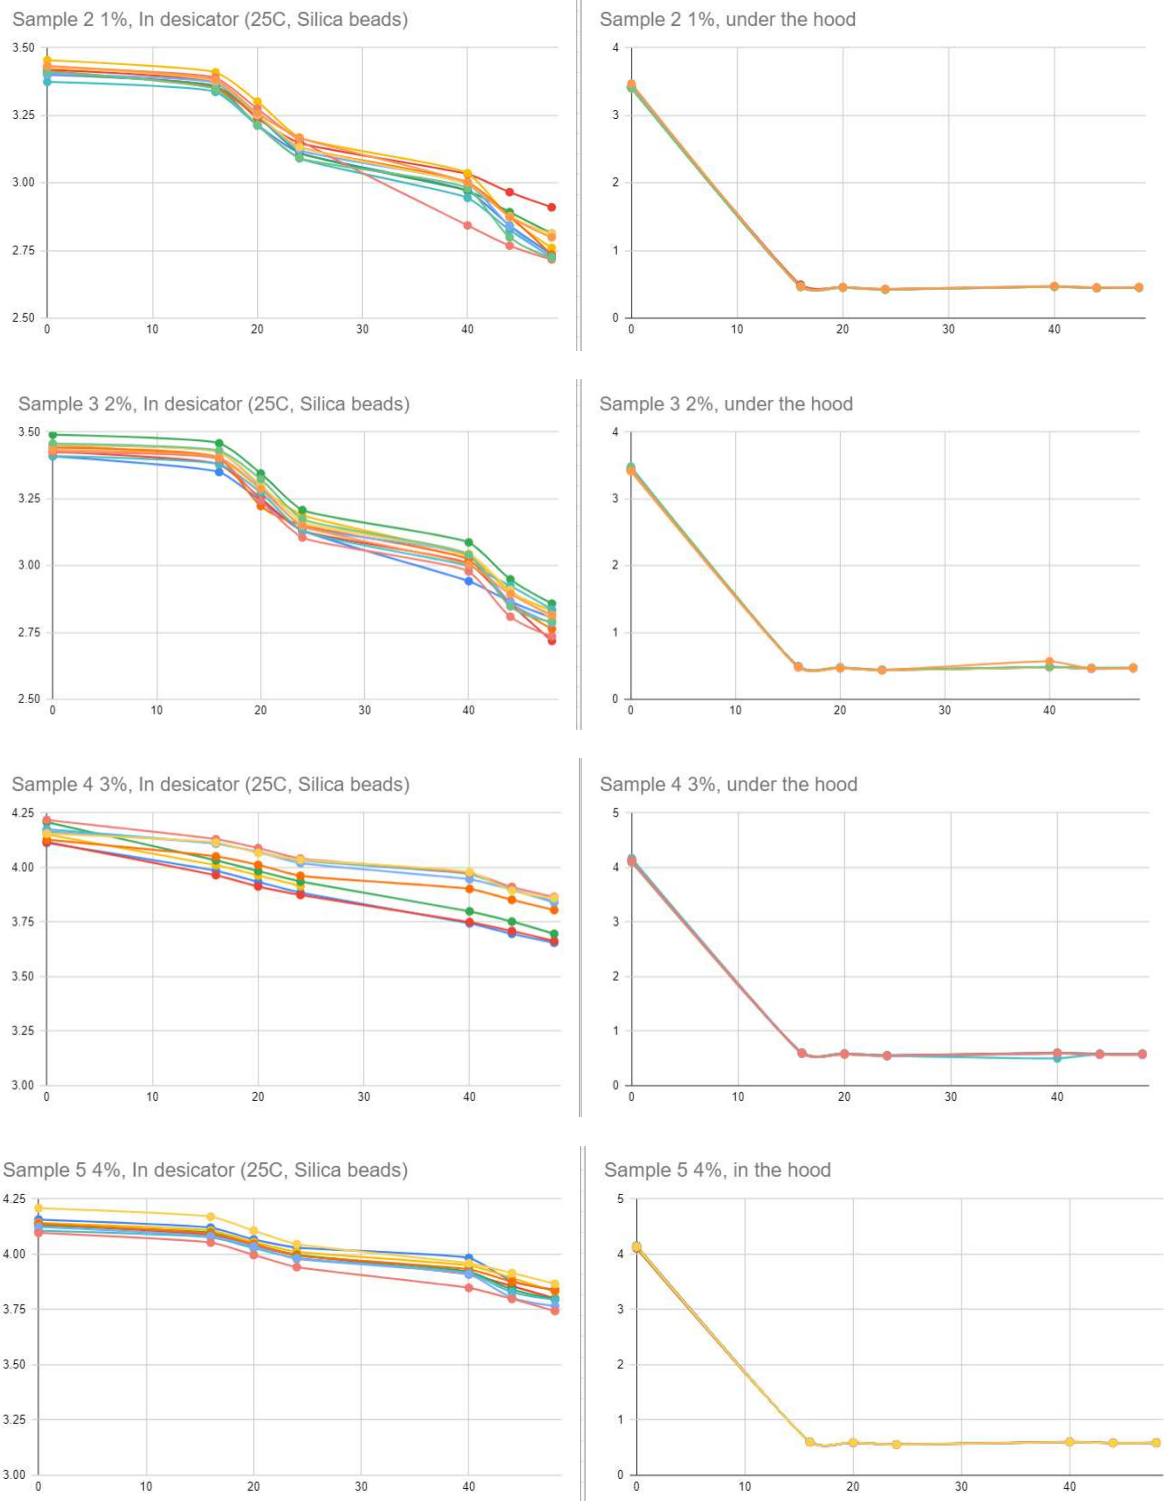 Sample 2 1%, In desicator (25C, Silica beads)
3.50
3.25
3.00
2.75
2.50
0 10 20 30 40
Sample 2 1%, under the hood
4
3
2
1
0
0 10 20 30 40
Sample 3 2%, In desicator (25C, Silica beads)
3.50
3.25
3.00
2.75
2.50
0 10 20 30 40
Sample 3 2%, under the hood
4
3
2
1
0
0 10 20 30 40
Sample 4 3%, In desicator (25C, Silica beads)
4.25
4.00
3.75
3.50
3.25
3.00
0 10 20 30 40
Sample 4 3%, under the hood
5
4
3
2
1
0
0 10 20 30 40
Sample 5 4%, In desicator (25C, Silica beads)
4.25
4.00
3.75
3.50
3.25
3.00
0 10 20 30 40
Sample 5 4%, in the hood
5
4
3
2
1
0
0 10 20 30 40